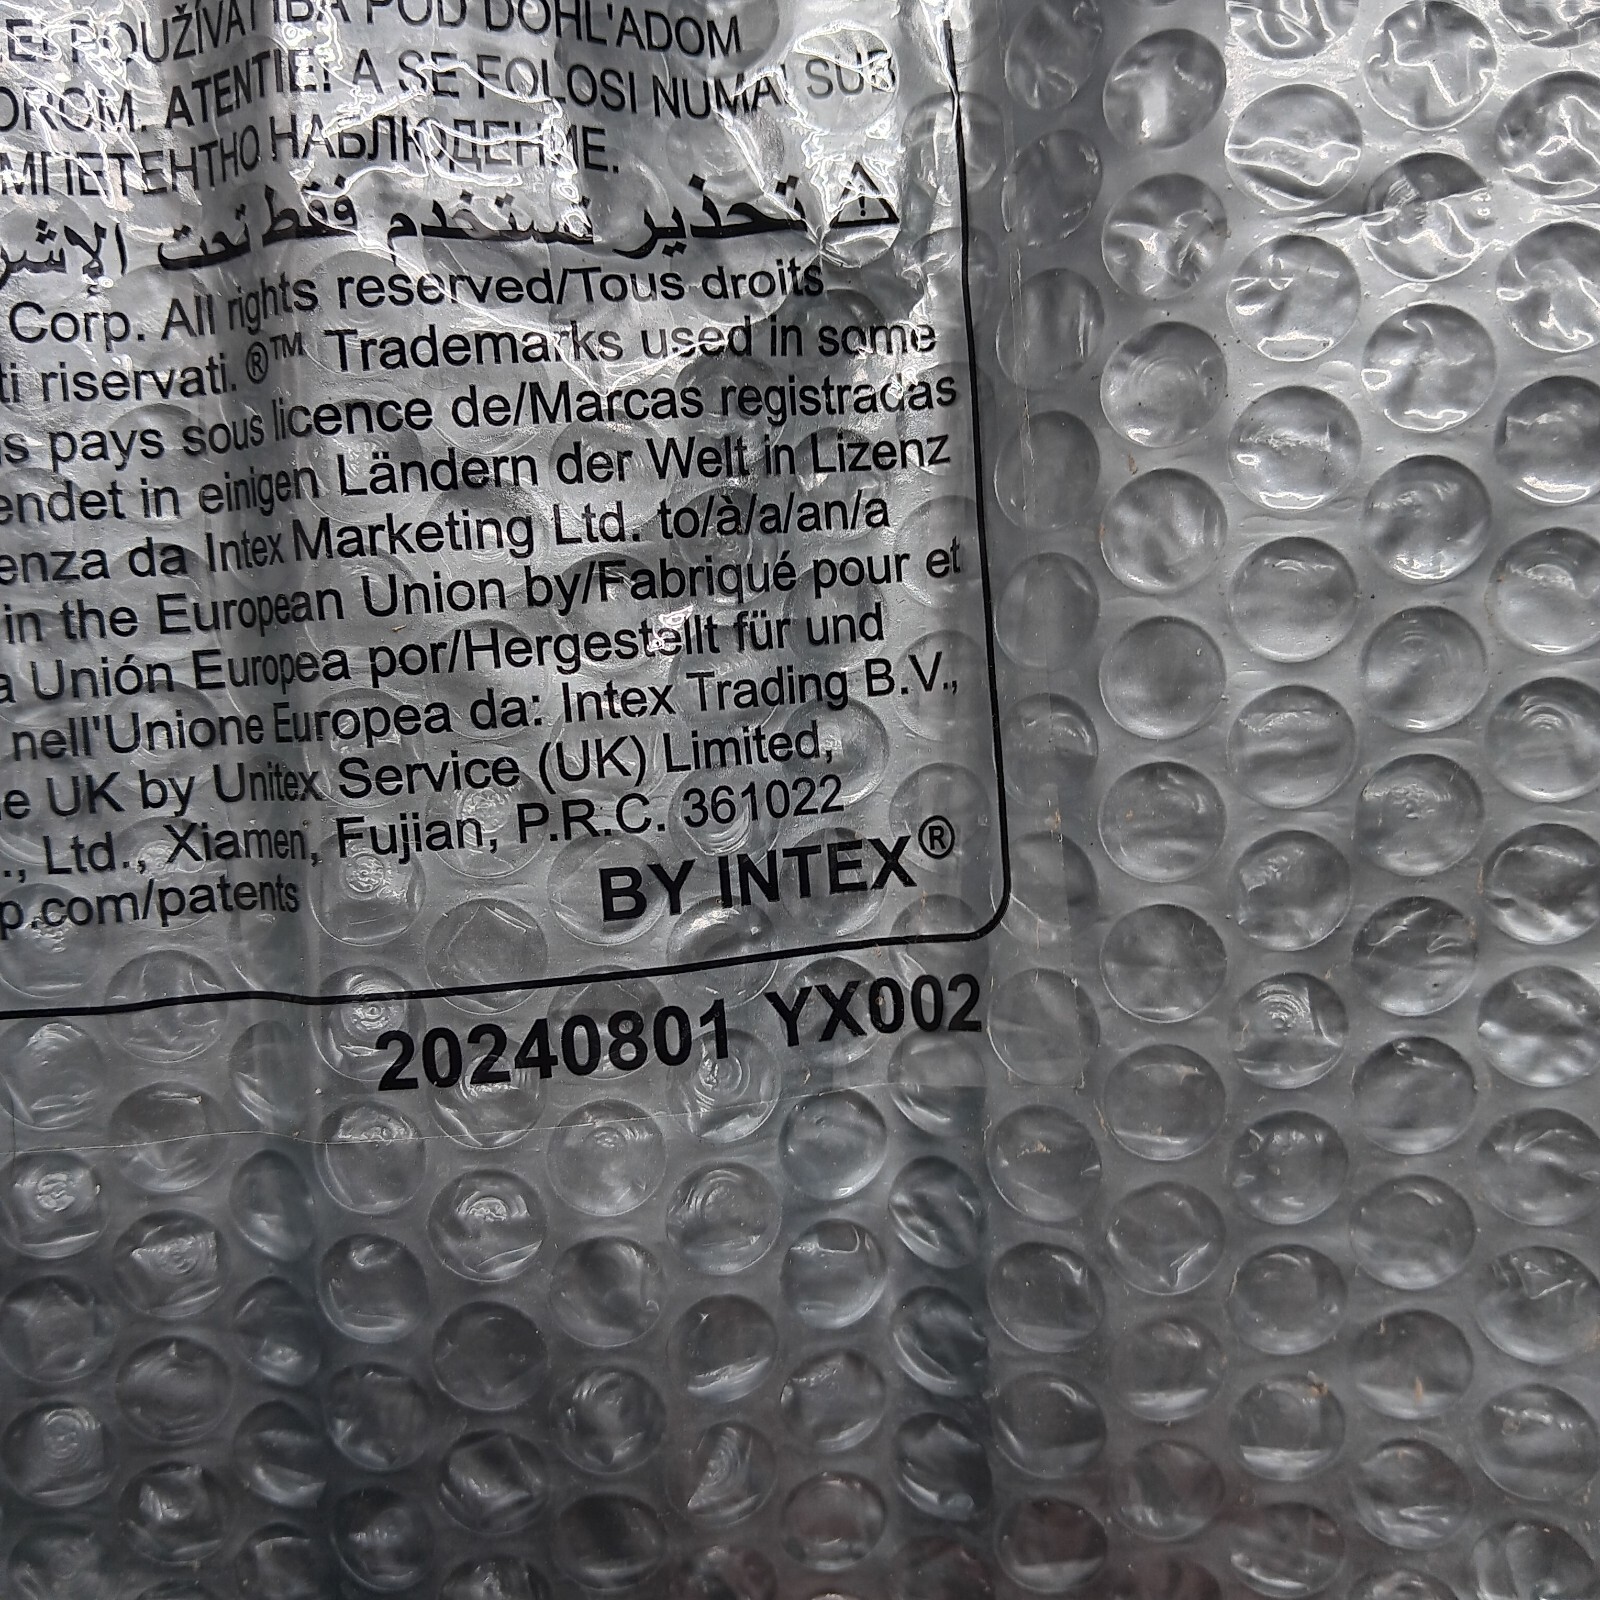 POUŽÍVAŤ IBA POD DOHĽADOM
ATENTIE! A SE FOLOSI NUMAI SUB
НАБЛЮДЕНИЕ.
⚠ تحذير تستخدم فقط تحت
Corp. All rights reserved/Tous droits
riservati. ®™ Trademarks used in some
pays sous licence de/Marcas registradas
in einigen Ländern der Welt in Lizenz
da Intex Marketing Ltd. to/à/a/an/a
in the European Union by/Fabriqué pour et
Unión Europea por/Hergestellt für und
nell'Unione Europea da: Intex Trading B.V.,
UK by Unitex Service (UK) Limited,
., Ltd., Xiamen, Fujian, P.R.C. 361022
p.com/patents
BY INTEX®
20240801 YX002